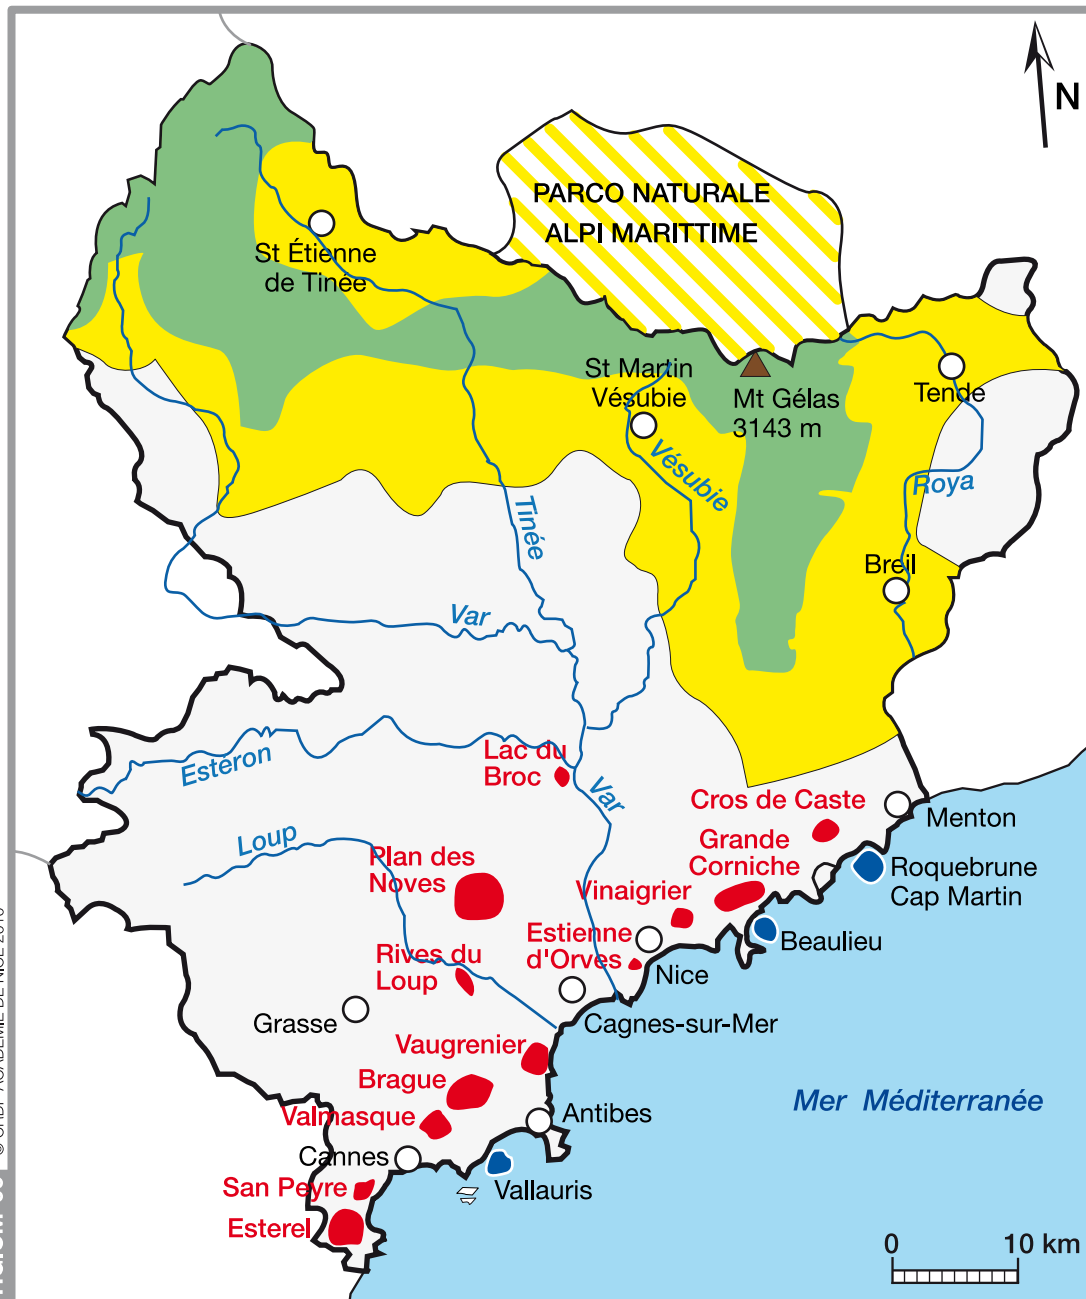 N
PARCO NATURALE
ALPI MARITTIME
St Étienne
de Tinée
St Martin
Vésubie
Mt Gélas
3143 m
Tende
Vésubie
Roya
Tinée
Breil
Var
Estéron
Lac du
Broc
Var
Cros de Caste
Menton
Loup
Plan des
Noves
Grande
Corniche
Roquebrune
Cap Martin
Vinaigrier
Estienne
d'Orves
Beaulieu
Rives du
Loup
Nice
Grasse
Cagnes-sur-Mer
Vaugrenier
Brague
Valmasque
Antibes
Mer Méditerranée
Cannes
San Peyre
Vallauris
Esterel
0 10 km